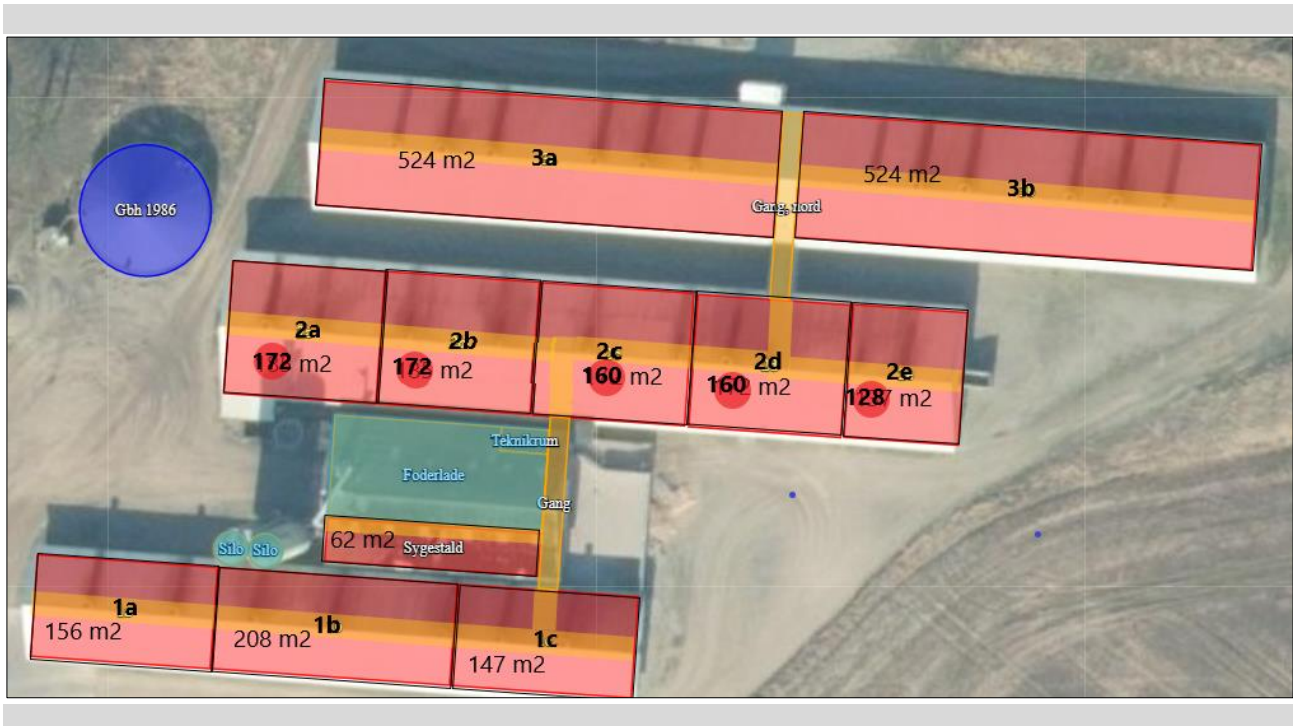 3a
524 m2
524 m2
3b
Gbh 1986
Gang, nord
2a
2b
2c
2d
2e
172 m2
172 m2
160 m2
160 m2
128 m2
Teknikrum
Foderlade
Gang
62 m2 Sygestald
Silo Silo
1a
156 m2
1b
208 m2
1c
147 m2